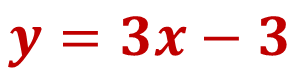 y = 3x − 3